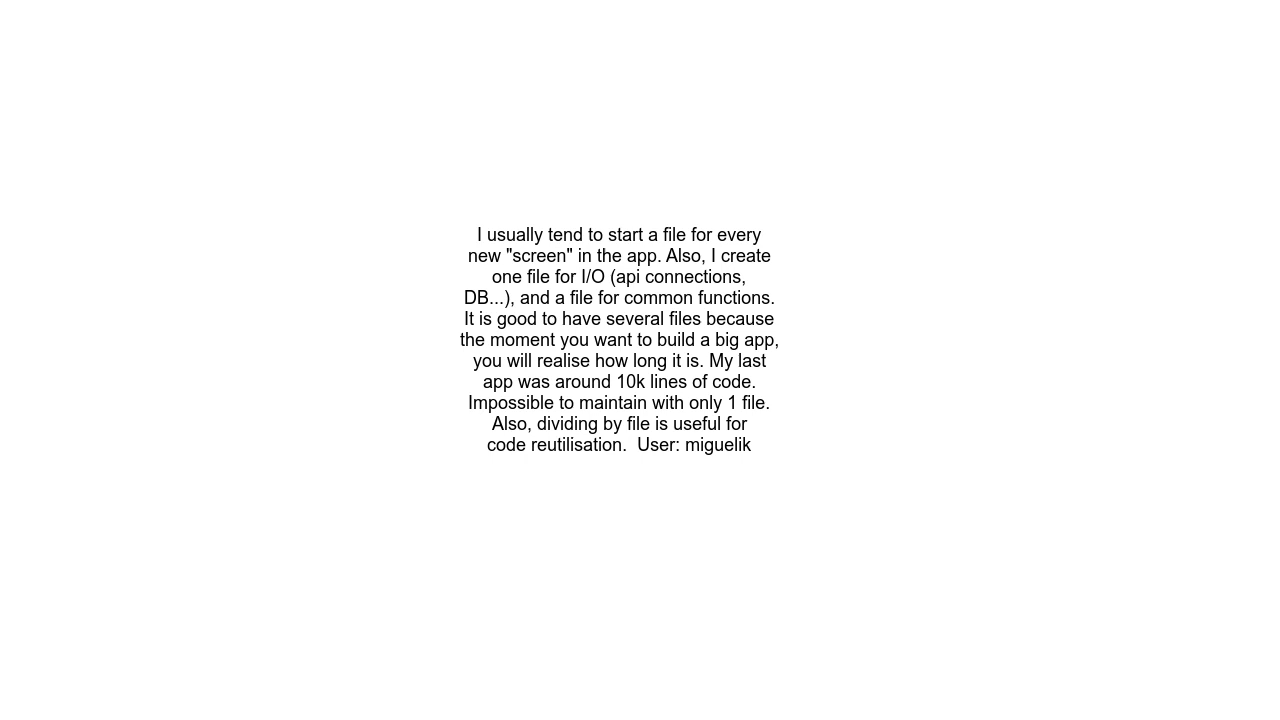 I usually tend to start a file for every
new "screen" in the app. Also, I create
one file for I/O (api connections,
DB...), and a file for common functions.
It is good to have several files because
the moment you want to build a big app,
you will realise how long it is. My last
app was around 10k lines of code.
Impossible to maintain with only 1 file.
Also, dividing by file is useful for
code reutilisation.  User: miguelik